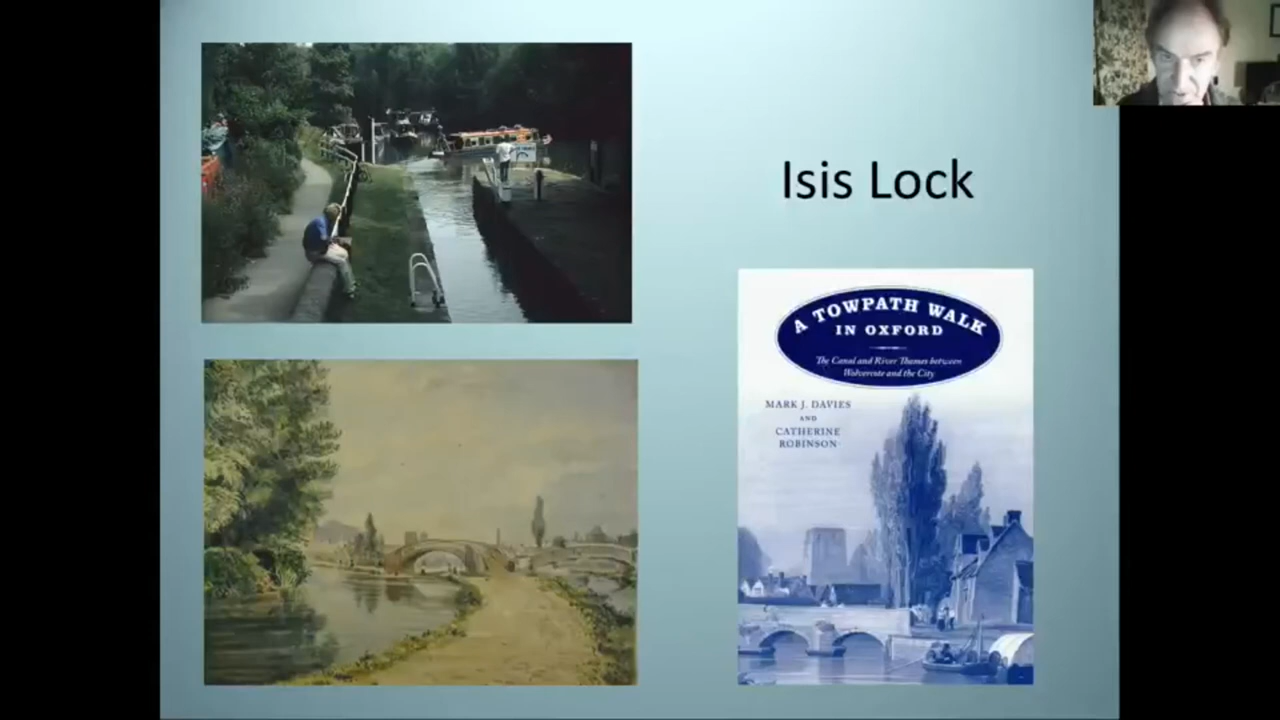 Isis Lock
A TOWPATH WALK
IN OXFORD
The Canal and River Thames between
Wolvercote and the City
MARK J. DAVIES
AND
CATHERINE
ROBINSON